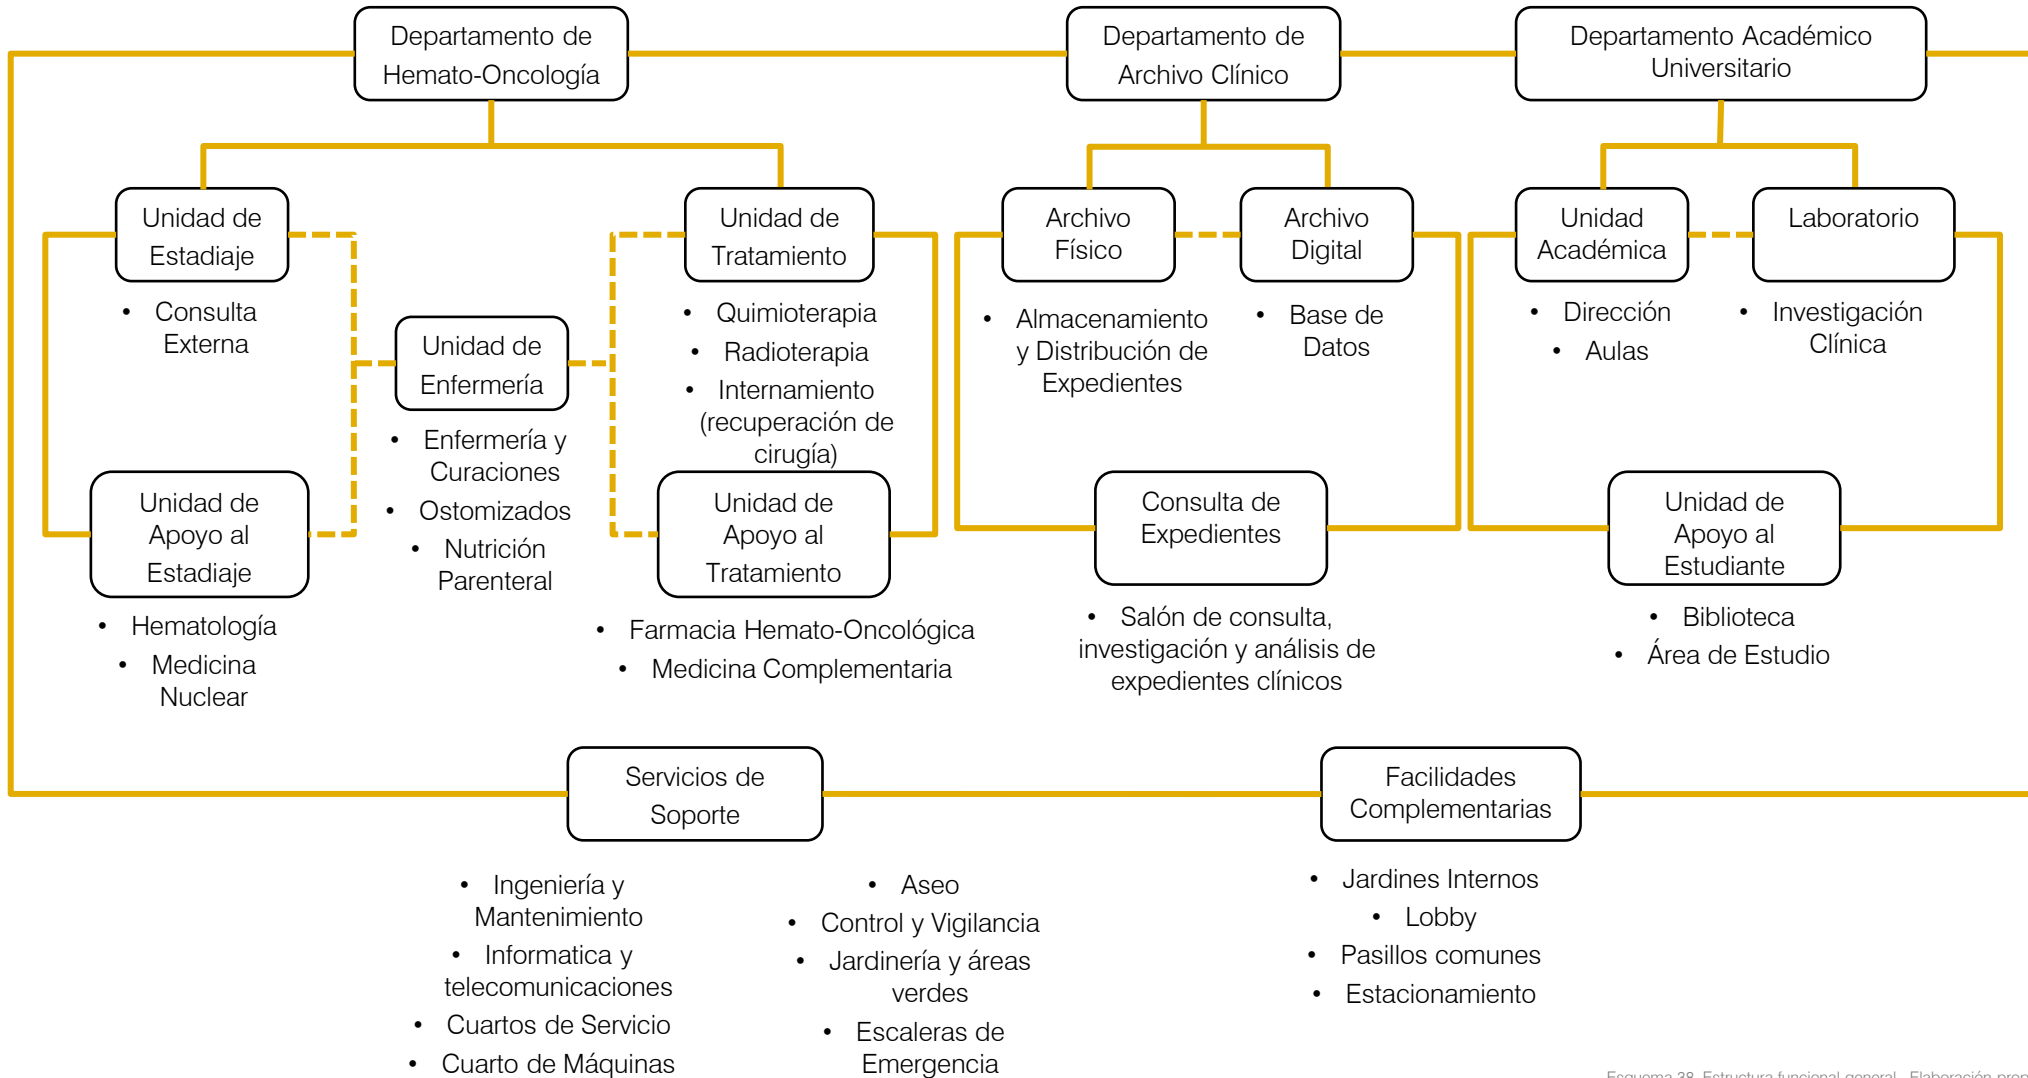 Departamento de
Hemato-Oncología
Departamento de
Archivo Clínico
Departamento Académico
Universitario
Unidad de
Estadiaje
Unidad de
Tratamiento
Archivo
Físico
Archivo
Digital
Unidad
Académica
Laboratorio
• Consulta
Externa
Unidad de
Enfermería
• Quimioterapia
• Radioterapia
• Internamiento
(recuperación de
cirugía)
• Almacenamiento
y Distribución de
Expedientes
• Base de
Datos
• Dirección
• Aulas
• Investigación
Clínica
• Enfermería y
Curaciones
• Ostomizados
• Nutrición
Parenteral
Unidad de
Apoyo al
Estadiaje
Unidad de
Apoyo al
Tratamiento
Consulta de
Expedientes
Unidad de
Apoyo al
Estudiante
• Hematología
• Medicina
Nuclear
• Farmacia Hemato-Oncológica
• Medicina Complementaria
• Salón de consulta,
investigación y análisis de
expedientes clínicos
• Biblioteca
• Área de Estudio
Servicios de
Soporte
Facilidades
Complementarias
• Ingeniería y
Mantenimiento
• Informatica y
telecomunicaciones
• Cuartos de Servicio
• Cuarto de Máquinas
• Aseo
• Control y Vigilancia
• Jardinería y áreas
verdes
• Escaleras de
Emergencia
• Jardines Internos
• Lobby
• Pasillos comunes
• Estacionamiento
Esquema 38. Estructura funcional general. Elaboración